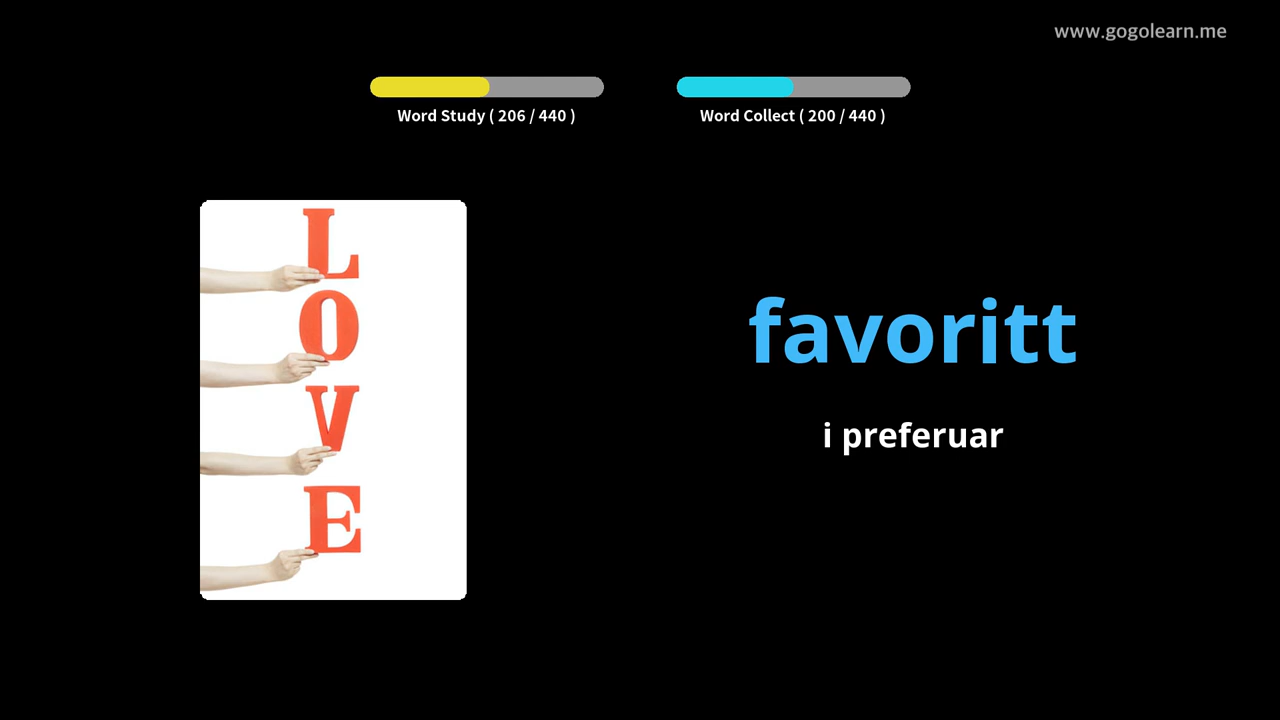 www.gogolearn.me
Word Study ( 206 / 440 )
Word Collect ( 200 / 440 )
L
O
V
E
favoritt
i preferuar